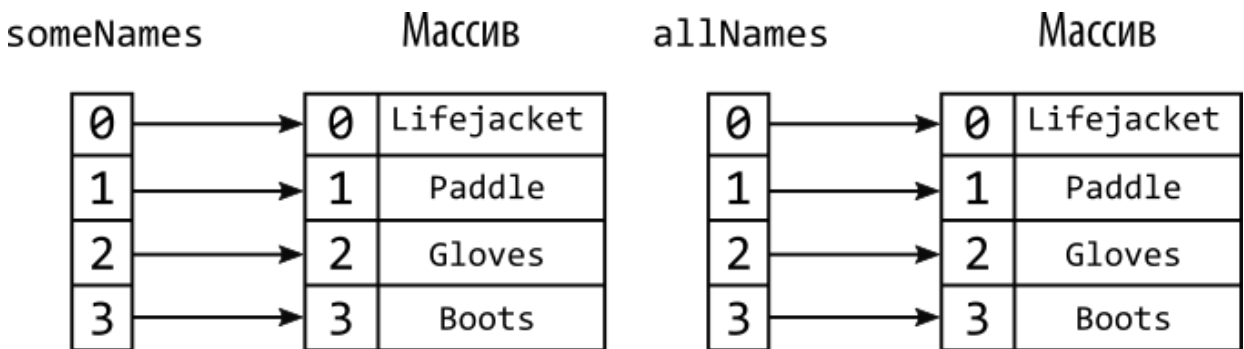 someNames Массив allNames Массив
0 0 Lifejacket 0 0 Lifejacket
1 1 Paddle 1 1 Paddle
2 2 Gloves 2 2 Gloves
3 3 Boots 3 3 Boots